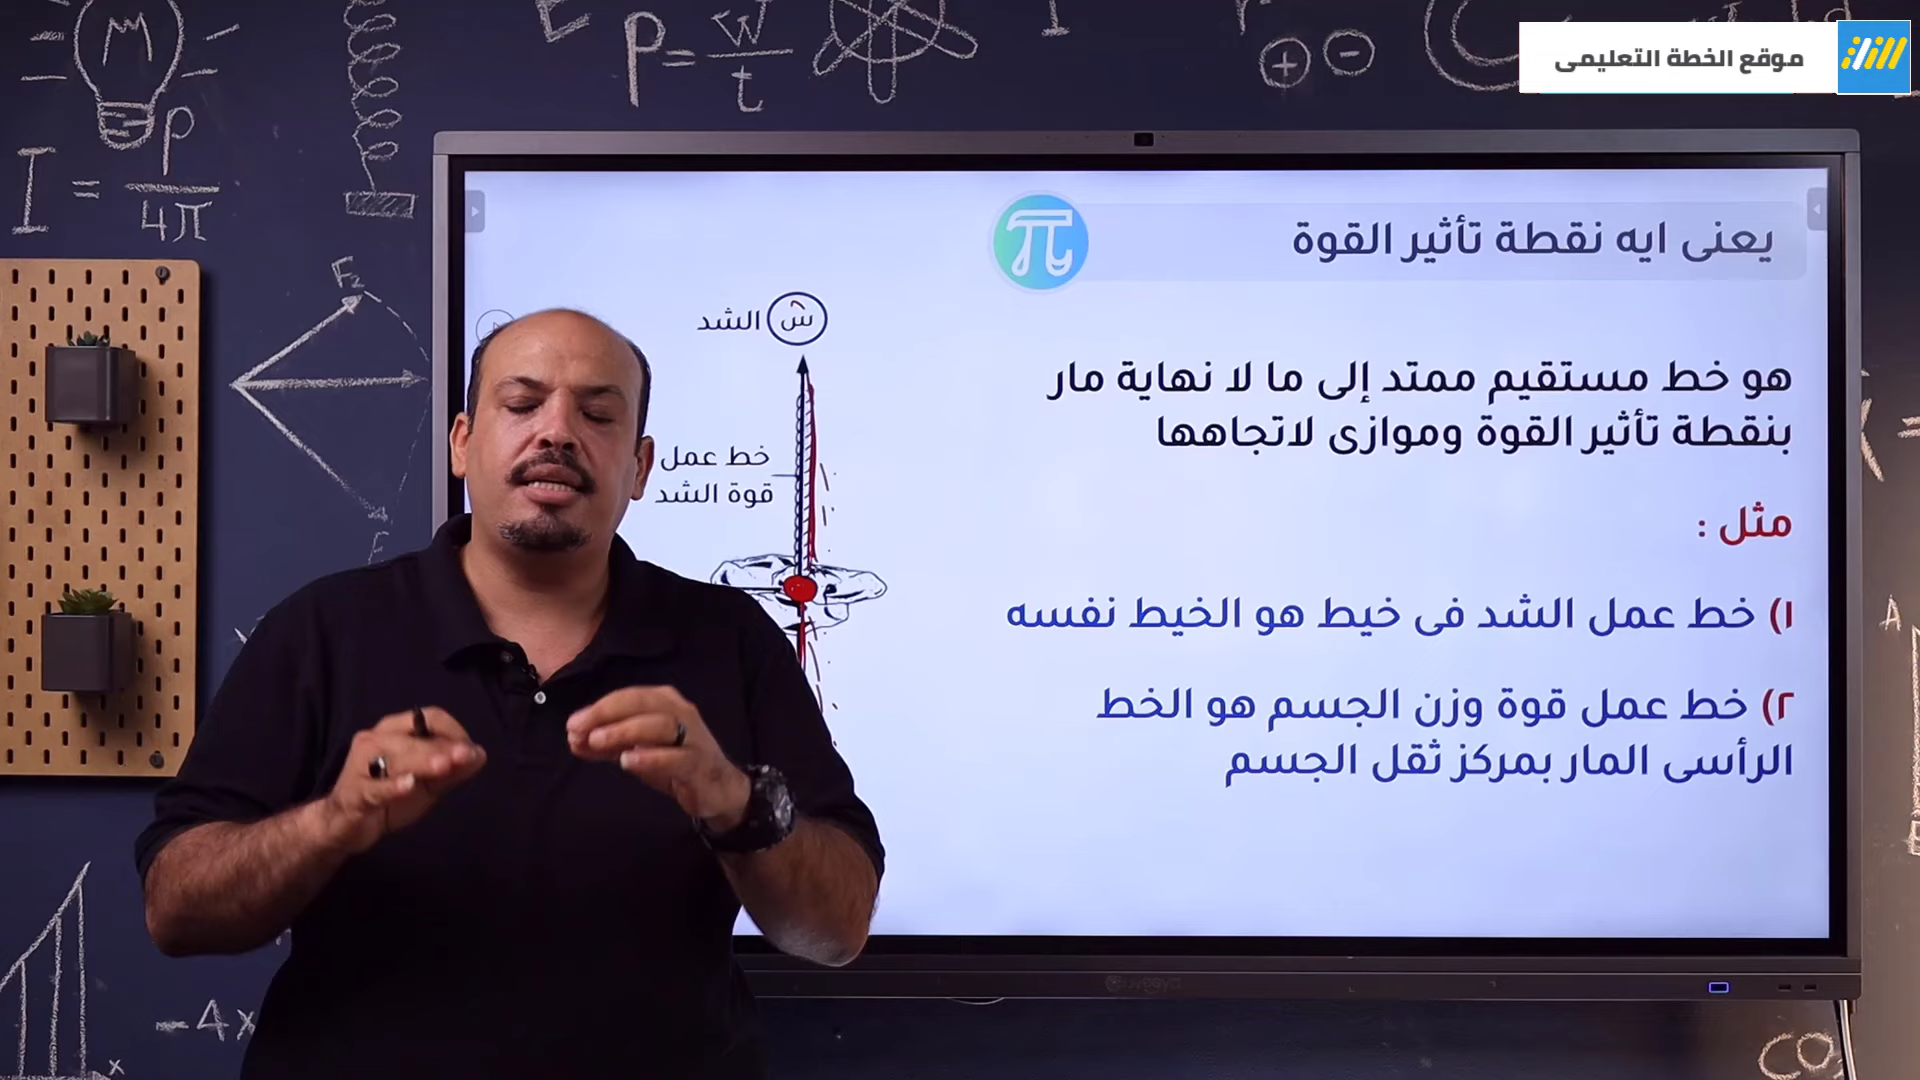 موقع الخطة التعليمى
P = W/t
I = P/4π
F₂
يعنى ايه نقطة تأثير القوة
هو خط مستقيم ممتد إلى ما لا نهاية مار
بنقطة تأثير القوة وموازى لاتجاهها
مثل :
١) خط عمل الشد فى خيط هو الخيط نفسه
٢) خط عمل قوة وزن الجسم هو الخط
الرأسى المار بمركز ثقل الجسم
ش الشد
خط عمل
قوة الشد
A
-4x
x